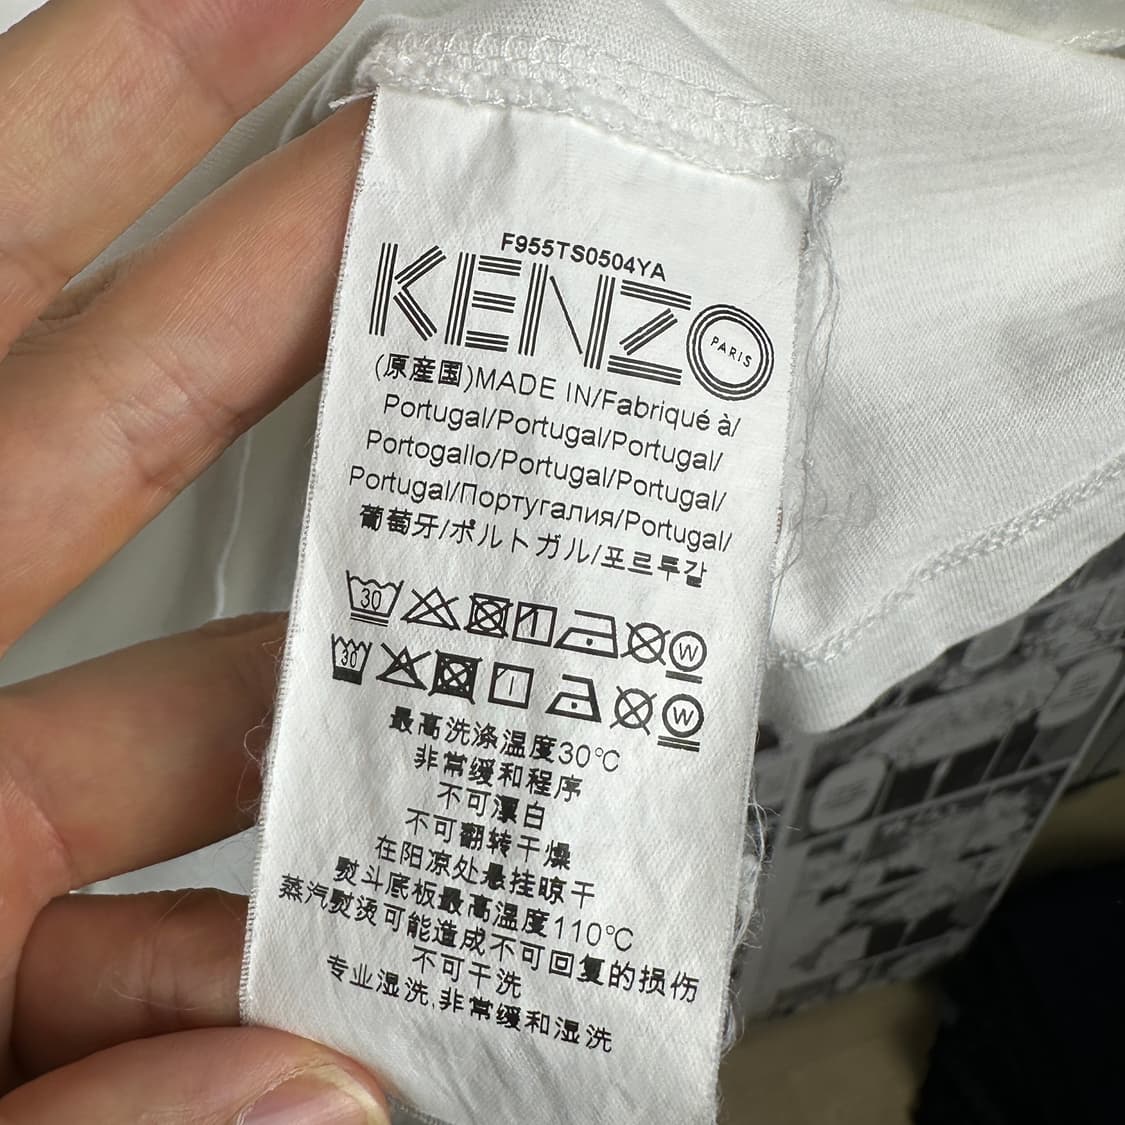 F955TS0504YA
KENZO
PARIS
(原産国)MADE IN/Fabriqué à/
Portugal/Portugal/Portugal/
Portogallo/Portugal/Portugal/
Portugal/Португалия/Portugal/
葡萄牙/ポルトガル/포르투갈
30 W
30 W
最高洗涤温度30°C
非常缓和程序
不可漂白
不可翻转干燥
在阳凉处悬挂晾干
熨斗底板最高温度110°C
蒸汽熨烫可能造成不可回复的损伤
不可干洗
专业湿洗,非常缓和湿洗